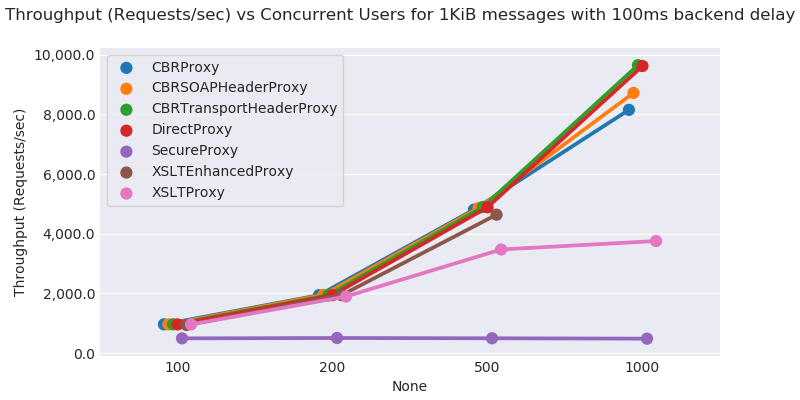 Throughput (Requests/sec) vs Concurrent Users for 1KiB messages with 100ms backend delay
10,000.0
8,000.0
6,000.0
4,000.0
2,000.0
0.0
Throughput (Requests/sec)
CBRProxy
CBRSOAPHeaderProxy
CBRTransportHeaderProxy
DirectProxy
SecureProxy
XSLTEnhancedProxy
XSLTProxy
100 200 500 1000
None